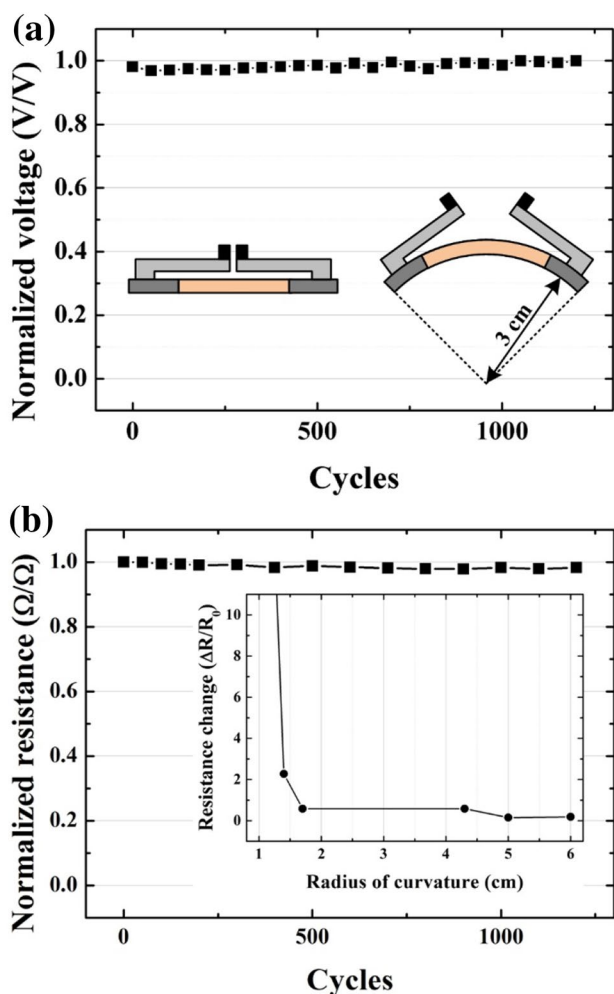 (a)
Normalized voltage (V/V)
1.0
0.8
0.6
0.4
0.2
0.0
3 cm
0 500 1000
Cycles
(b)
Normalized resistance (Ω/Ω)
1.0
0.8
0.6
0.4
0.2
0.0
Resistance change (ΔR/R₀)
10
8
6
4
2
0
1 2 3 4 5 6
Radius of curvature (cm)
0 500 1000
Cycles